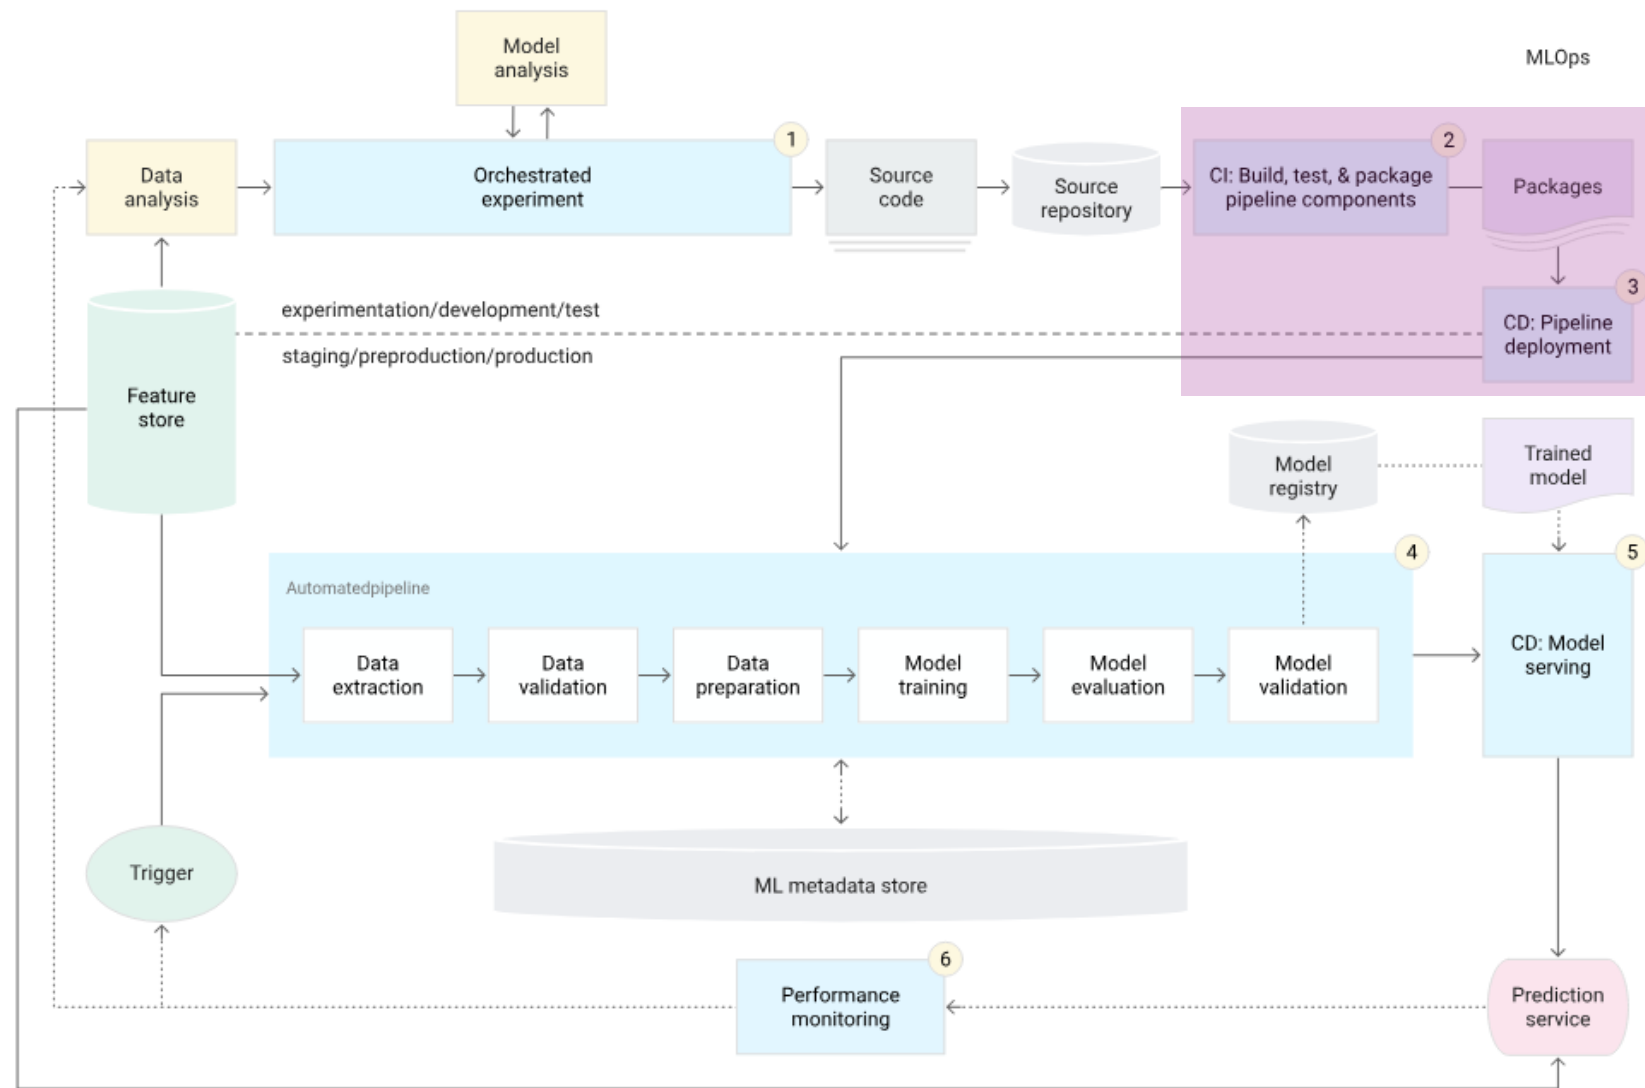 Model
analysis
MLOps
1
2
Data
analysis
Orchestrated
experiment
Source
code
Source
repository
CI: Build, test, & package
pipeline components
Packages
3
experimentation/development/test
CD: Pipeline
deployment
staging/preproduction/production
Feature
store
Model
registry
Trained
model
4
5
Automatedpipeline
Data
extraction
Data
validation
Data
preparation
Model
training
Model
evaluation
Model
validation
CD: Model
serving
Trigger
ML metadata store
6
Performance
monitoring
Prediction
service